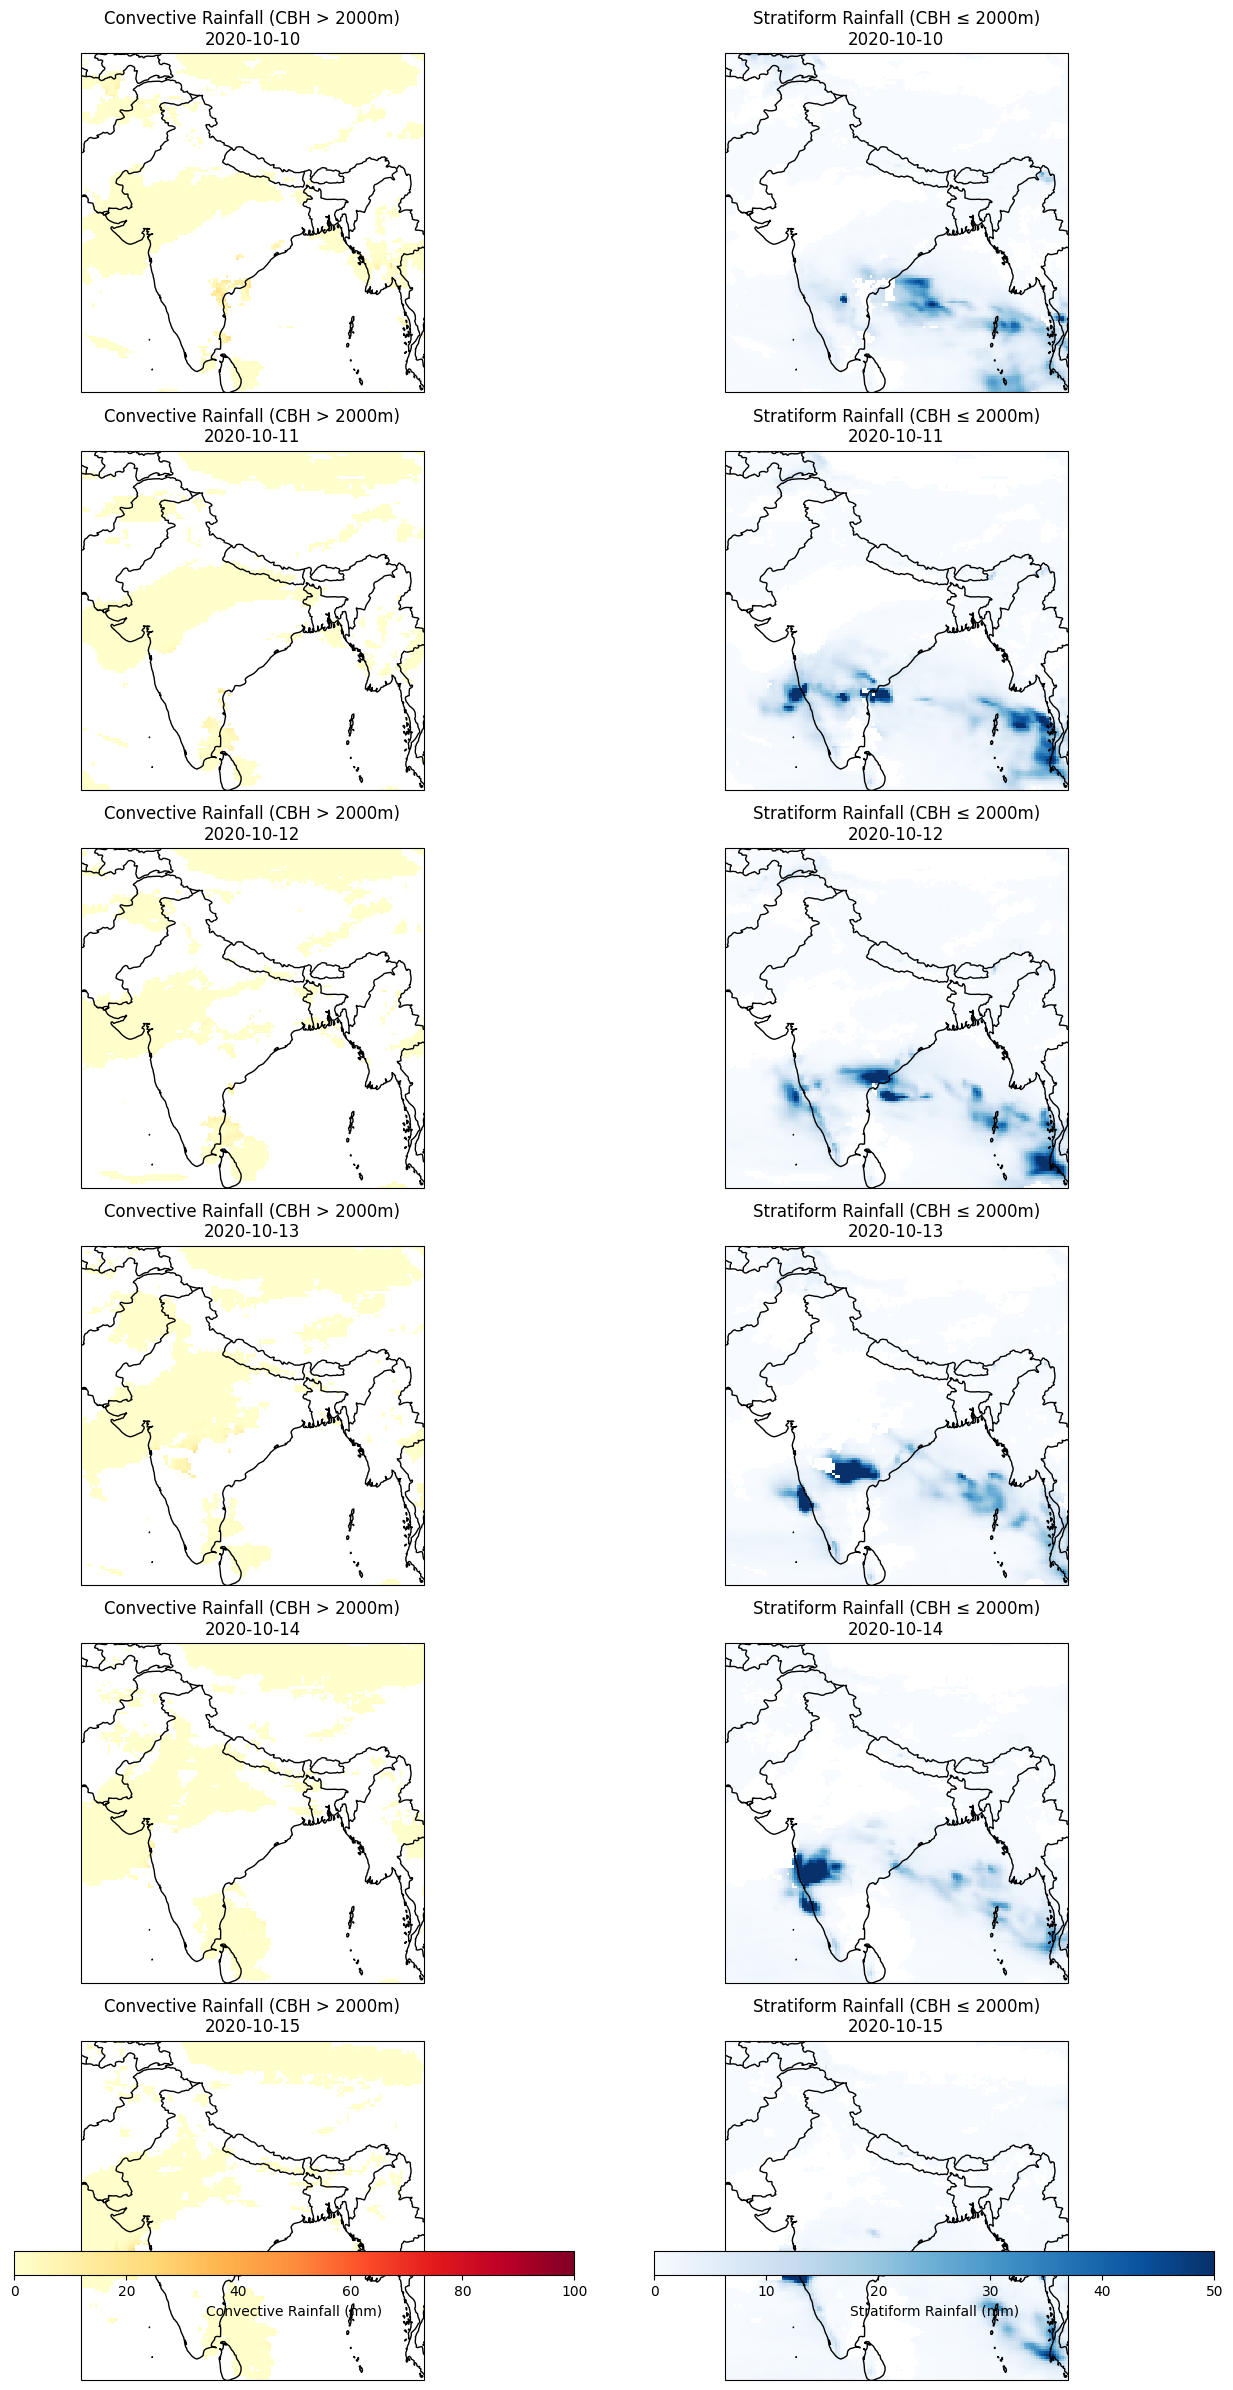 Convective Rainfall (CBH > 2000m)
2020-10-10
Stratiform Rainfall (CBH ≤ 2000m)
2020-10-10
Convective Rainfall (CBH > 2000m)
2020-10-11
Stratiform Rainfall (CBH ≤ 2000m)
2020-10-11
Convective Rainfall (CBH > 2000m)
2020-10-12
Stratiform Rainfall (CBH ≤ 2000m)
2020-10-12
Convective Rainfall (CBH > 2000m)
2020-10-13
Stratiform Rainfall (CBH ≤ 2000m)
2020-10-13
Convective Rainfall (CBH > 2000m)
2020-10-14
Stratiform Rainfall (CBH ≤ 2000m)
2020-10-14
Convective Rainfall (CBH > 2000m)
2020-10-15
Stratiform Rainfall (CBH ≤ 2000m)
2020-10-15
0 20 40 60 80 100
Convective Rainfall (mm)
0 10 20 30 40 50
Stratiform Rainfall (mm)